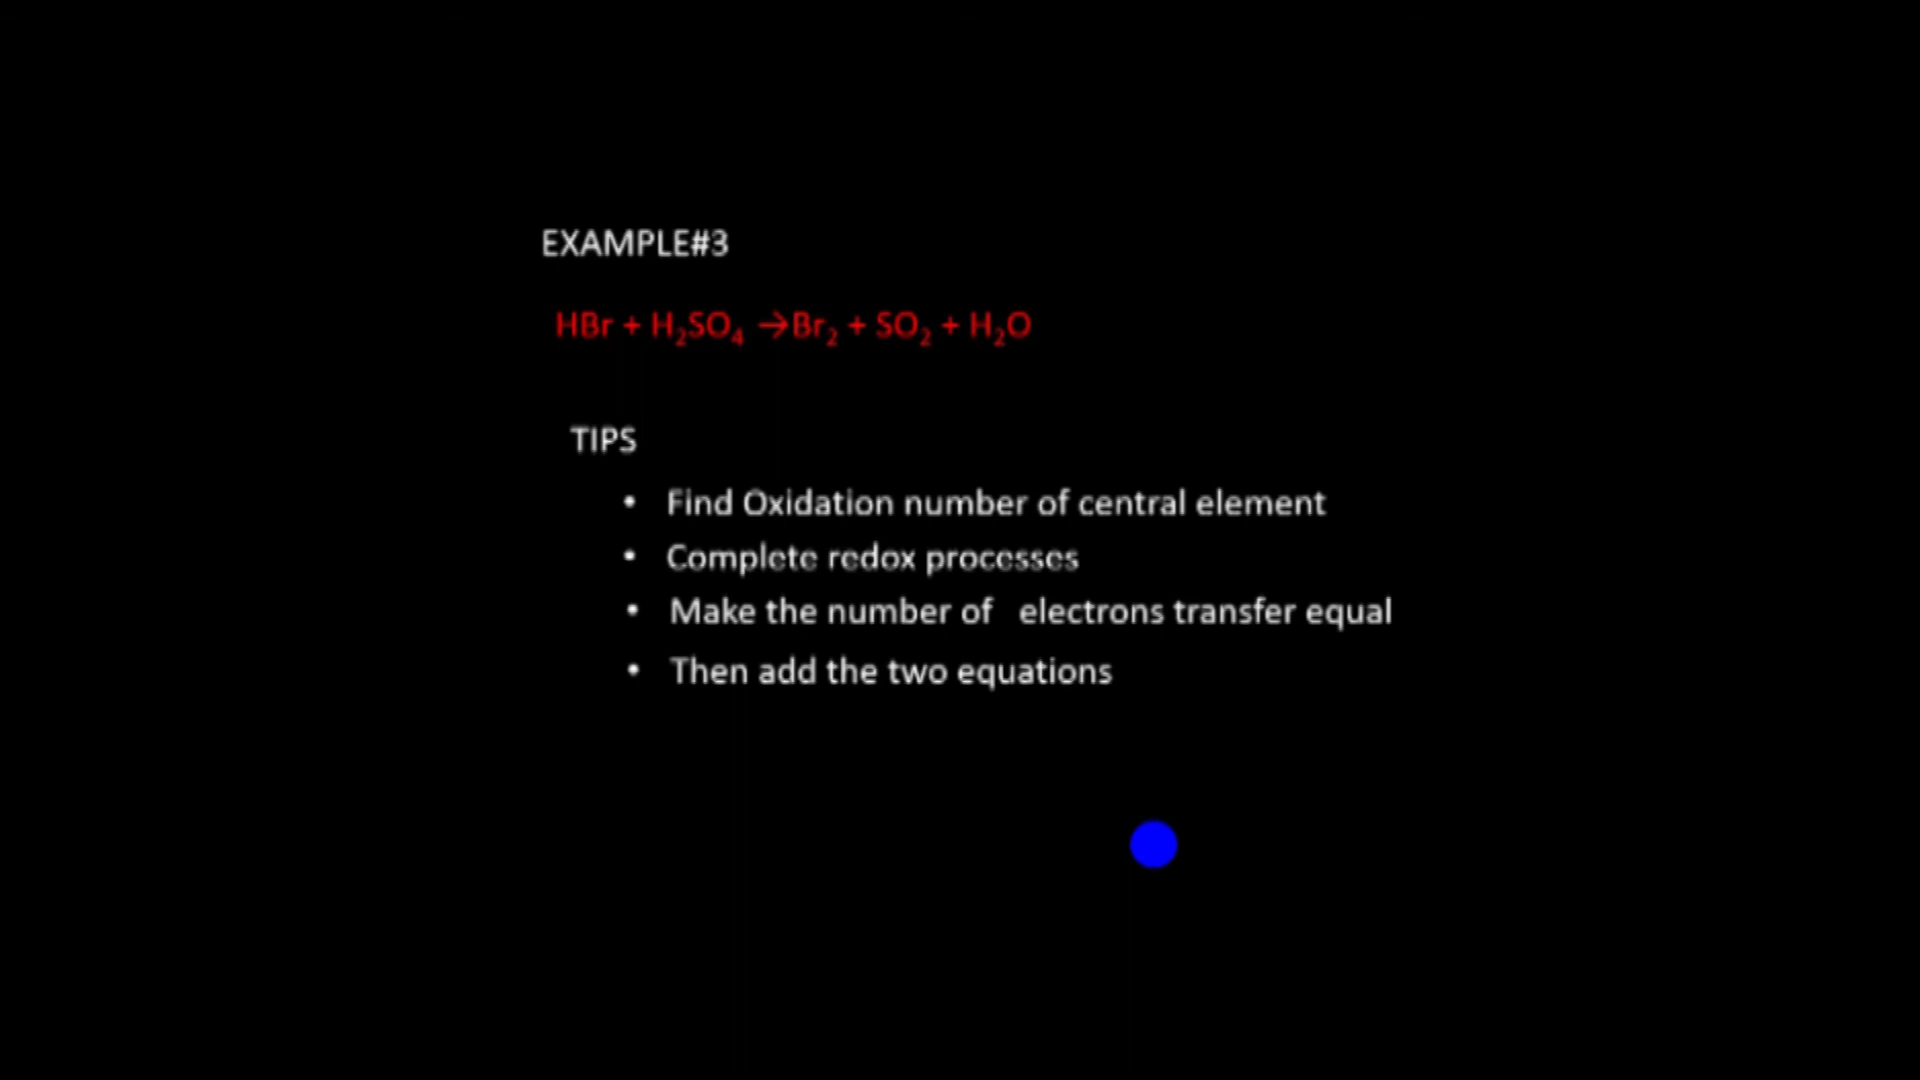 EXAMPLE#3
HBr + H₂SO₄ →Br₂ + SO₂ + H₂O
TIPS
• Find Oxidation number of central element
• Complete redox processes
• Make the number of electrons transfer equal
• Then add the two equations